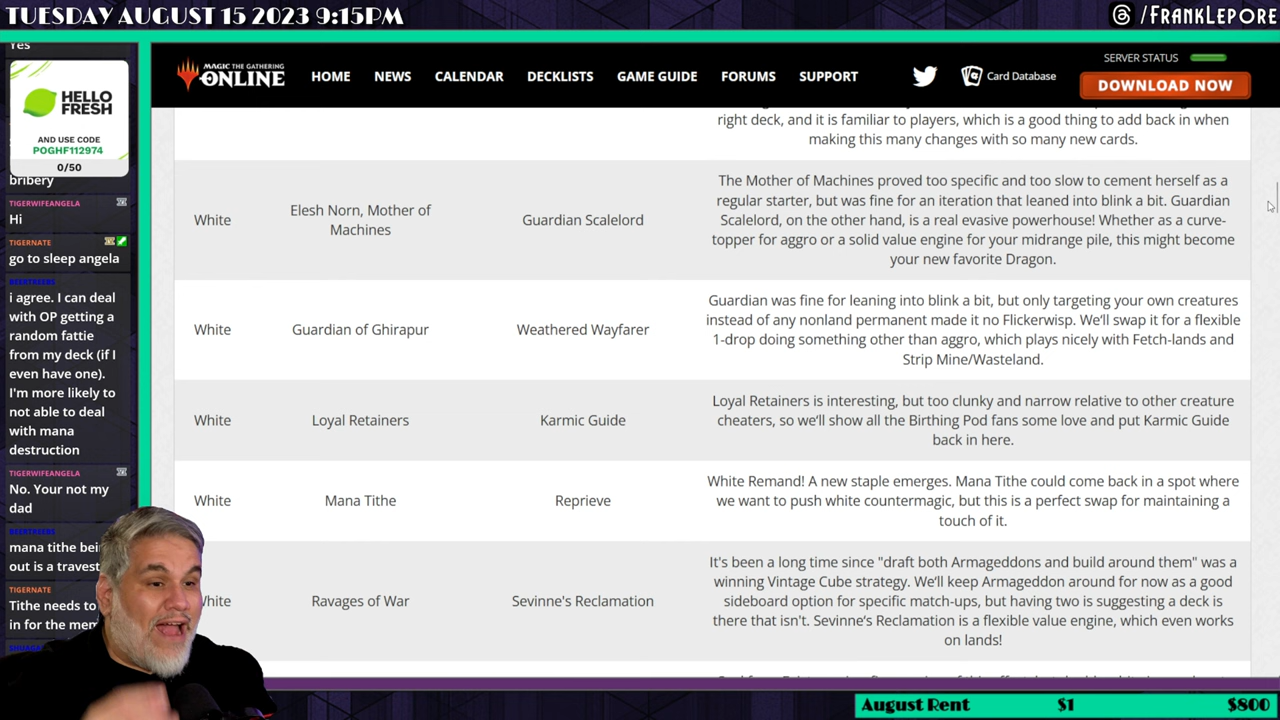 TUESDAY AUGUST 15 2023 9:15PM
/FRANKLEPORE
Yes
HELLO
FRESH
AND USE CODE
POGHF112974
0/50
bribery
TIGERWIFEANGELA
Hi
TIGERNATE
go to sleep angela
i agree. I can deal
with OP getting a
random fattie
from my deck (if I
even have one).
I'm more likely to
not able to deal
with mana
destruction
TIGERWIFEANGELA
No. Your not my
dad
mana tithe bei
out is a travest
TIGERNATE
Tithe needs to
in for the me
MAGIC THE GATHERING
ONLINE
HOME
NEWS
CALENDAR
DECKLISTS
GAME GUIDE
FORUMS
SUPPORT
Card Database
SERVER STATUS
DOWNLOAD NOW
right deck, and it is familiar to players, which is a good thing to add back in when
making this many changes with so many new cards.
White
Elesh Norn, Mother of
Machines
Guardian Scalelord
The Mother of Machines proved too specific and too slow to cement herself as a
regular starter, but was fine for an iteration that leaned into blink a bit. Guardian
Scalelord, on the other hand, is a real evasive powerhouse! Whether as a curve-
topper for aggro or a solid value engine for your midrange pile, this might become
your new favorite Dragon.
White
Guardian of Ghirapur
Weathered Wayfarer
Guardian was fine for leaning into blink a bit, but only targeting your own creatures
instead of any nonland permanent made it no Flickerwisp. We'll swap it for a flexible
1-drop doing something other than aggro, which plays nicely with Fetch-lands and
Strip Mine/Wasteland.
White
Loyal Retainers
Karmic Guide
Loyal Retainers is interesting, but too clunky and narrow relative to other creature
cheaters, so we'll show all the Birthing Pod fans some love and put Karmic Guide
back in here.
White
Mana Tithe
Reprieve
White Remand! A new staple emerges. Mana Tithe could come back in a spot where
we want to push white countermagic, but this is a perfect swap for maintaining a
touch of it.
White
Ravages of War
Sevinne's Reclamation
It's been a long time since "draft both Armageddons and build around them" was a
winning Vintage Cube strategy. We'll keep Armageddon around for now as a good
sideboard option for specific match-ups, but having two is suggesting a deck is
there that isn't. Sevinne's Reclamation is a flexible value engine, which even works
on lands!
August Rent
$1
$800